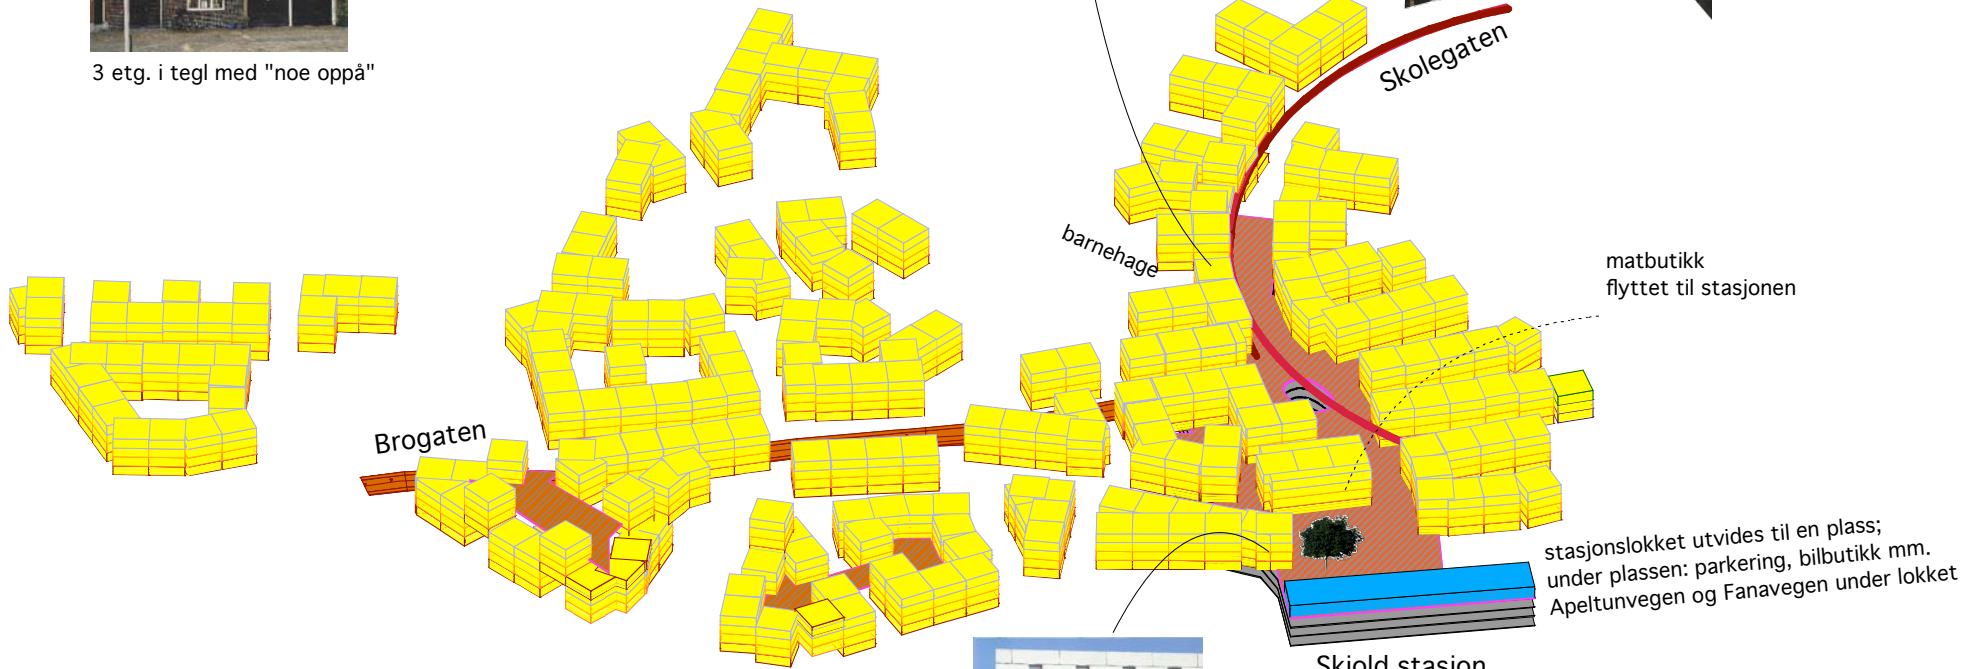 3 etg. i tegl med "noe oppå"
Skolegaten
barnehage
matbutikk
flyttet til stasjonen
Brogaten
stasjonslokket utvides til en plass;
under plassen: parkering, bilbutikk mm.
Apeltunvegen og Fanavegen under lokket
Skjold stasjon